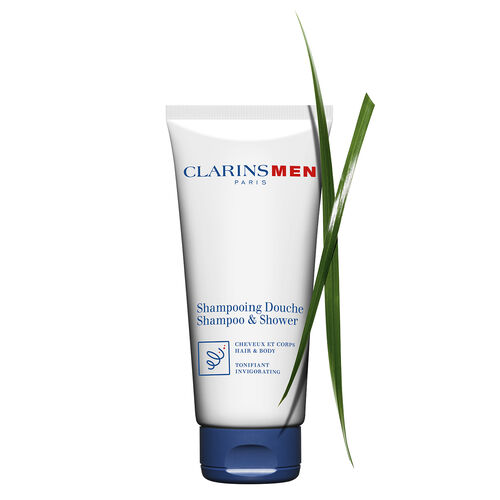 CLARINSMEN
PARIS
Shampooing Douche
Shampoo & Shower
CHEVEUX ET CORPS
HAIR & BODY
TONIFIANT
INVIGORATING